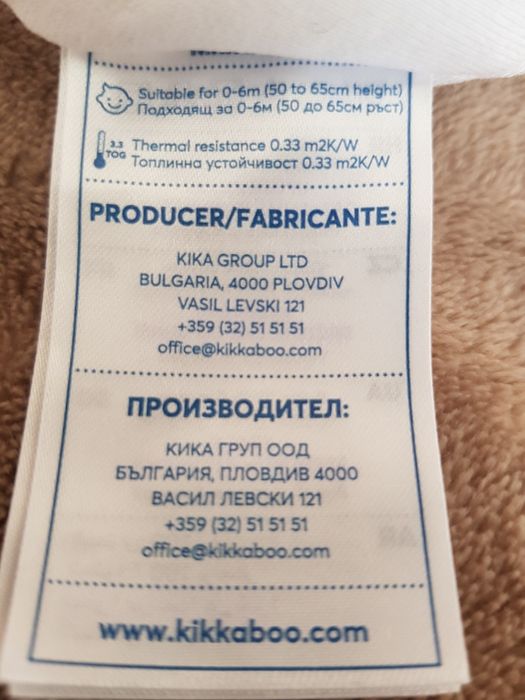 Suitable for 0-6m (50 to 65cm height)
Подходящ за 0-6м (50 до 65см ръст)
3.3 TOG
Thermal resistance 0.33 m2K/W
Топлинна устойчивост 0.33 m2K/W
PRODUCER/FABRICANTE:
KIKA GROUP LTD
BULGARIA, 4000 PLOVDIV
VASIL LEVSKI 121
+359 (32) 51 51 51
office@kikkaboo.com
ПРОИЗВОДИТЕЛ:
КИКА ГРУП ООД
БЪЛГАРИЯ, ПЛОВДИВ 4000
ВАСИЛ ЛЕВСКИ 121
+359 (32) 51 51 51
office@kikkaboo.com
www.kikkaboo.com